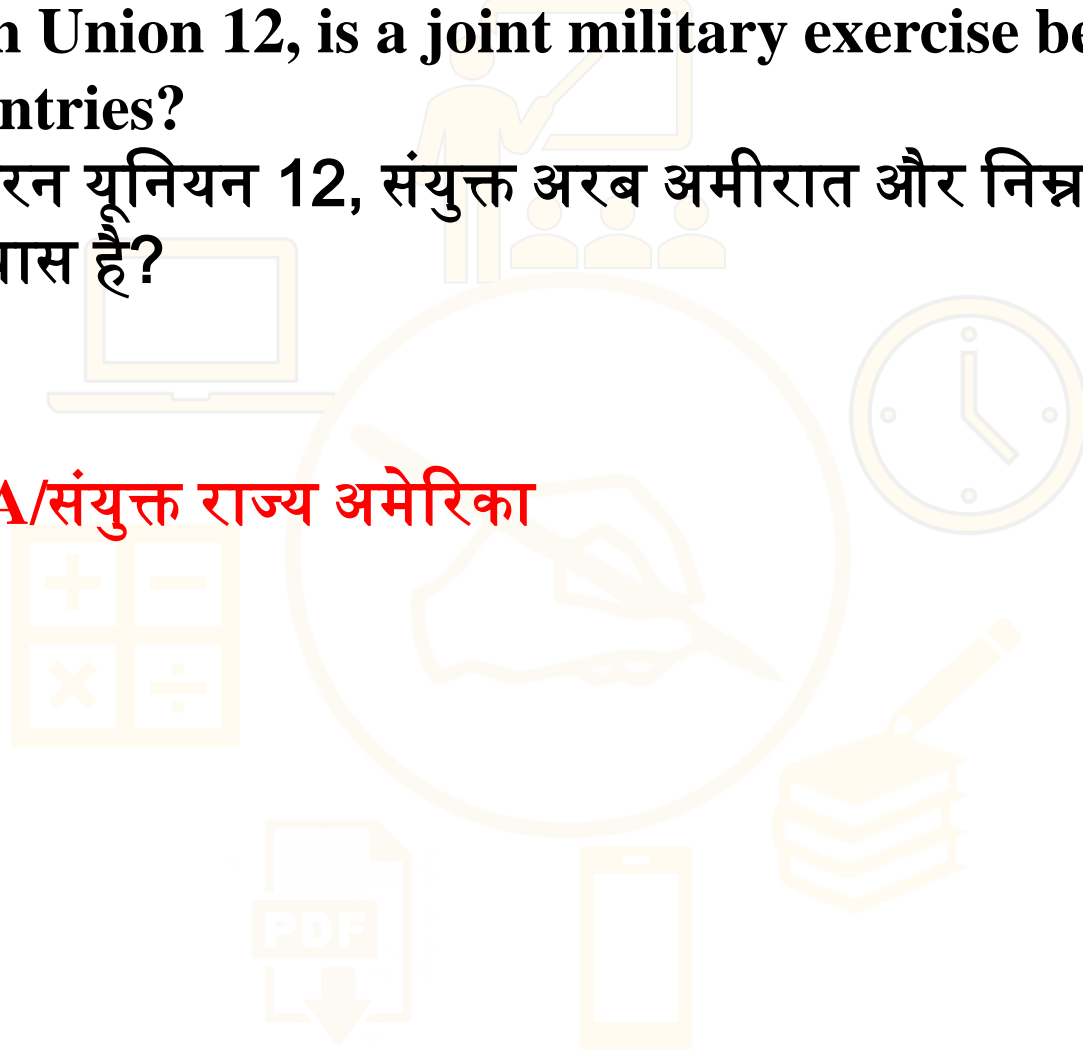 n Union 12, is a joint military exercise be
ntries?
रन यूनियन 12, संयुक्त अरब अमीरात और निम्न
यास है?
A/संयुक्त राज्य अमेरिका
PDF